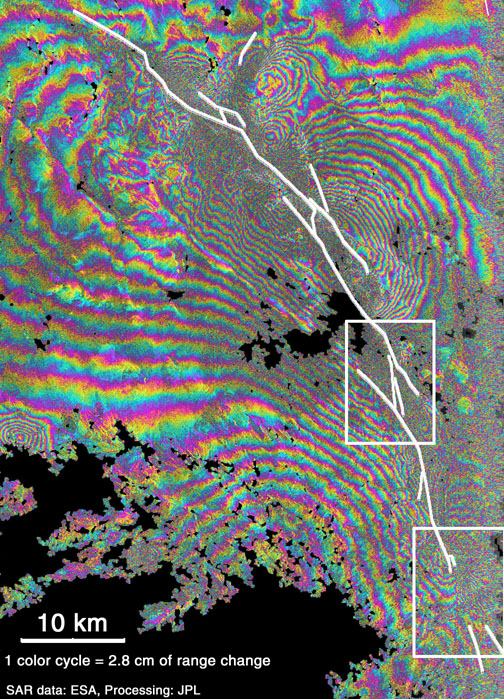 10 km
1 color cycle = 2.8 cm of range change
SAR data: ESA, Processing: JPL